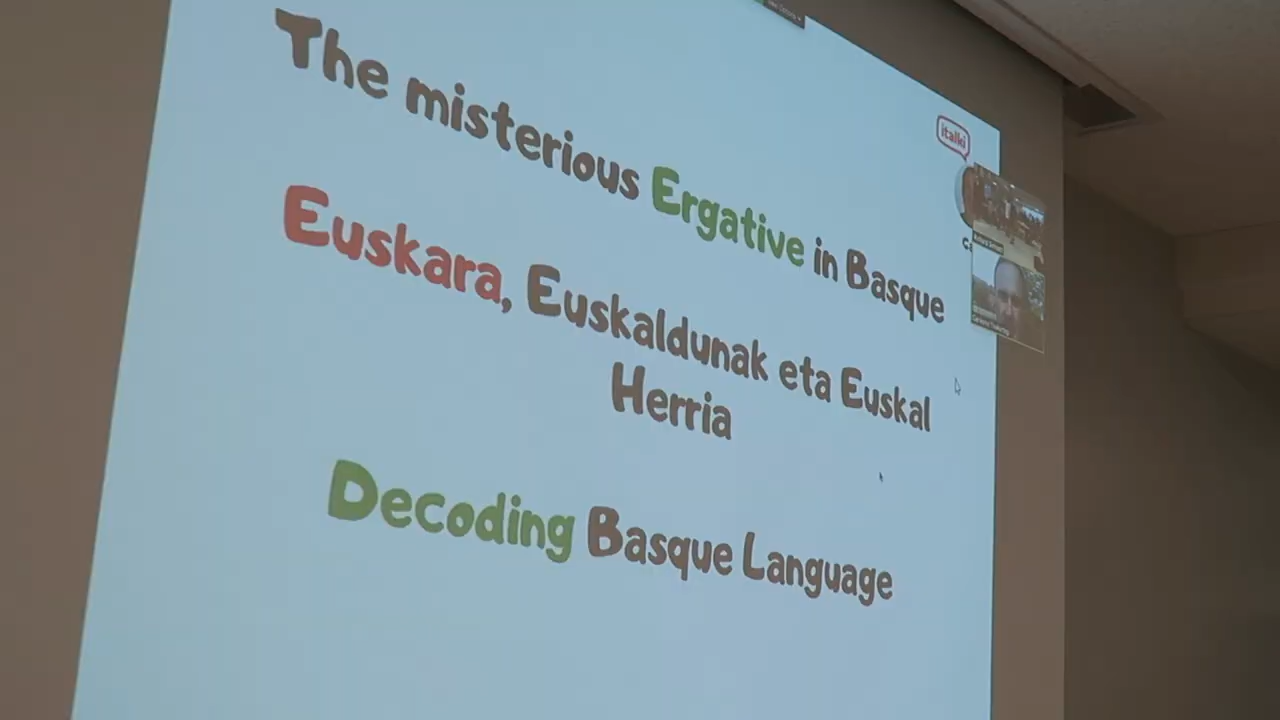 The misterious Ergative in Basque
italki
Euskara, Euskaldunak eta Euskal
Herria
Decoding Basque Language